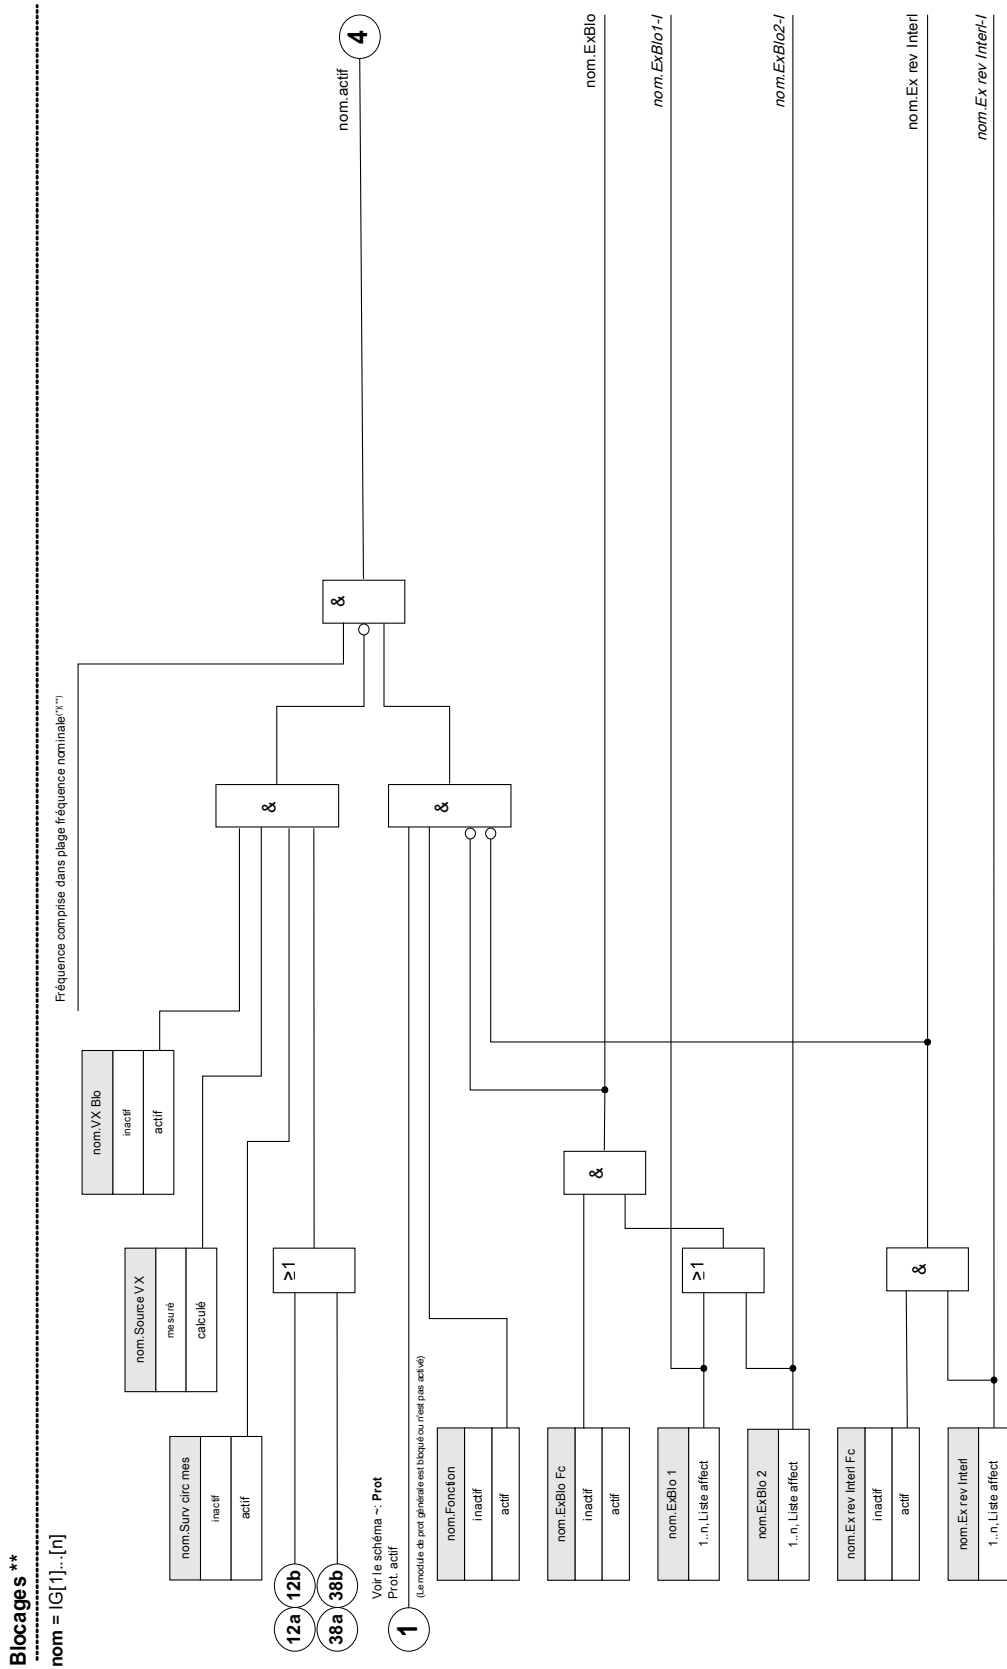 Blocages **
nom = IG[1]...[n]
Fréquence comprise dans plage fréquence nominale(*)(**)
nom.VX Blo
inactif
actif
nom.Source VX
mesuré
calculé
nom.Surv circ mes
inactif
actif
12a
12b
38a
38b
≥1
&
&
nom.actif
4
Voir le schéma ~: Prot
Prot. actif
1
(Le module de prot générale est bloqué ou n'est pas activé)
&
nom.Fonction
inactif
actif
nom.ExBlo Fc
inactif
actif
&
nom.ExBlo
nom.ExBlo 1
1..n, Liste affect
≥1
nom.ExBlo1-I
nom.ExBlo 2
1..n, Liste affect
nom.ExBlo2-I
nom.Ex rev Interl Fc
inactif
actif
&
nom.Ex rev Interl
nom.Ex rev Interl
1..n, Liste affect
nom.Ex rev Interl-I